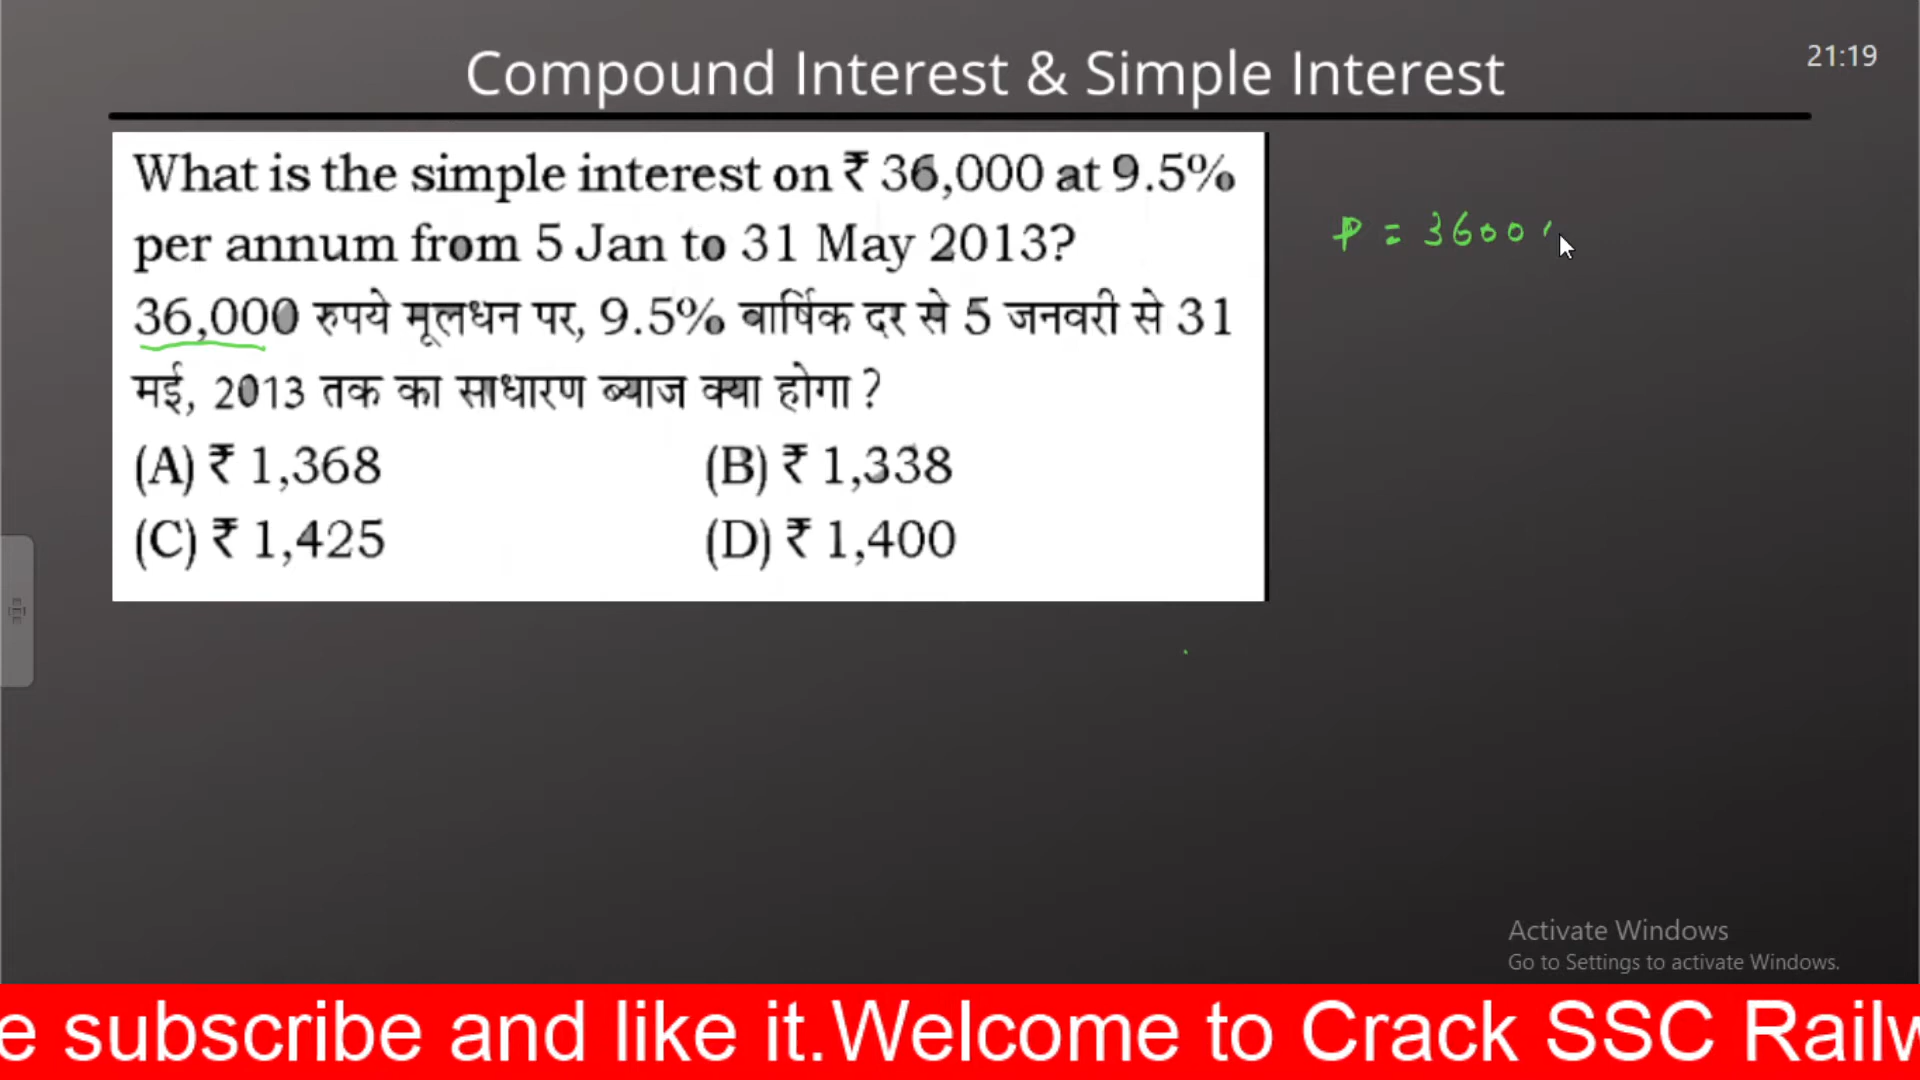 Compound Interest & Simple Interest
21:19
What is the simple interest on ₹ 36,000 at 9.5%
per annum from 5 Jan to 31 May 2013?
36,000 रुपये मूलधन पर, 9.5% वार्षिक दर से 5 जनवरी से 31
मई, 2013 तक का साधारण ब्याज क्या होगा ?
(A) ₹ 1,368 (B) ₹ 1,338
(C) ₹ 1,425 (D) ₹ 1,400
P = 3600
Activate Windows
Go to Settings to activate Windows.
e subscribe and like it.Welcome to Crack SSC Railw